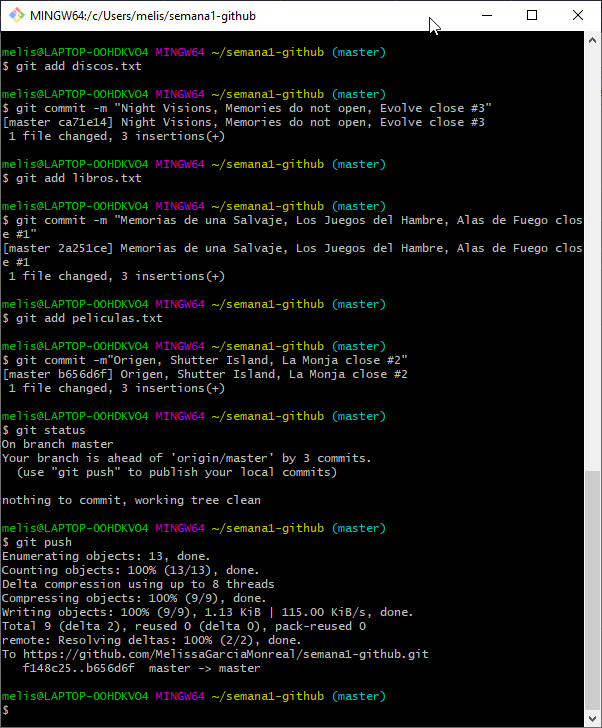 MINGW64:/c/Users/melis/semana1-github
melis@LAPTOP-OOHDKVO4 MINGW64 ~/semana1-github (master)
$ git add discos.txt
melis@LAPTOP-OOHDKVO4 MINGW64 ~/semana1-github (master)
$ git commit -m "Night Visions, Memories do not open, Evolve close #3"
[master ca71e14] Night Visions, Memories do not open, Evolve close #3
 1 file changed, 3 insertions(+)
melis@LAPTOP-OOHDKVO4 MINGW64 ~/semana1-github (master)
$ git add libros.txt
melis@LAPTOP-OOHDKVO4 MINGW64 ~/semana1-github (master)
$ git commit -m "Memorias de una Salvaje, Los Juegos del Hambre, Alas de Fuego clos
e #1"
[master 2a251ce] Memorias de una Salvaje, Los Juegos del Hambre, Alas de Fuego clos
e #1
 1 file changed, 3 insertions(+)
melis@LAPTOP-OOHDKVO4 MINGW64 ~/semana1-github (master)
$ git add peliculas.txt
melis@LAPTOP-OOHDKVO4 MINGW64 ~/semana1-github (master)
$ git commit -m"Origen, Shutter Island, La Monja close #2"
[master b656d6f] Origen, Shutter Island, La Monja close #2
 1 file changed, 3 insertions(+)
melis@LAPTOP-OOHDKVO4 MINGW64 ~/semana1-github (master)
$ git status
On branch master
Your branch is ahead of 'origin/master' by 3 commits.
  (use "git push" to publish your local commits)
nothing to commit, working tree clean
melis@LAPTOP-OOHDKVO4 MINGW64 ~/semana1-github (master)
$ git push
Enumerating objects: 13, done.
Counting objects: 100% (13/13), done.
Delta compression using up to 8 threads
Compressing objects: 100% (9/9), done.
Writing objects: 100% (9/9), 1.13 KiB | 115.00 KiB/s, done.
Total 9 (delta 2), reused 0 (delta 0), pack-reused 0
remote: Resolving deltas: 100% (2/2), done.
To https://github.com/MelissaGarciaMonreal/semana1-github.git
   f148c25..b656d6f  master -> master
melis@LAPTOP-OOHDKVO4 MINGW64 ~/semana1-github (master)
$